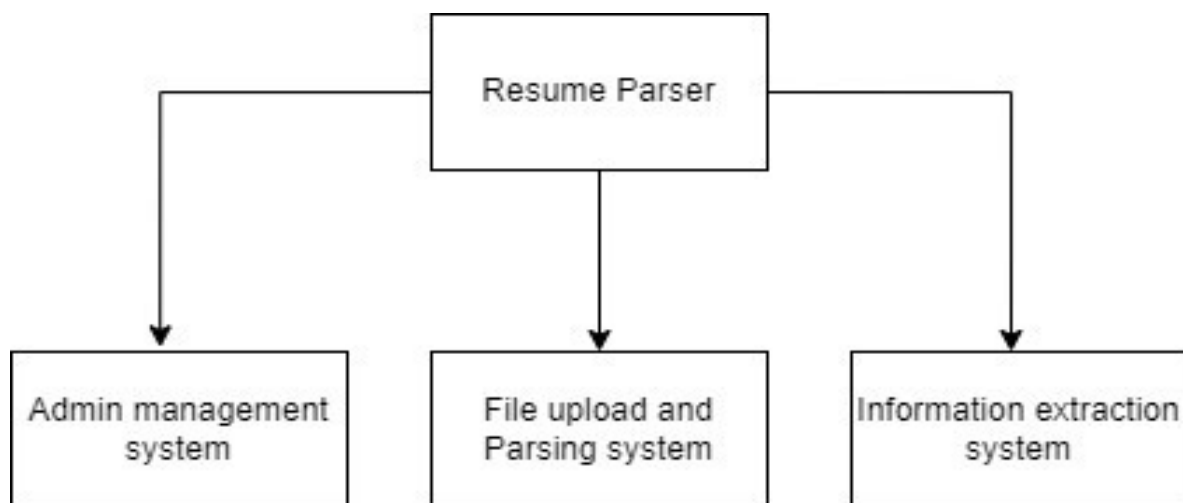 Resume Parser
Admin management
system
File upload and
Parsing system
Information extraction
system